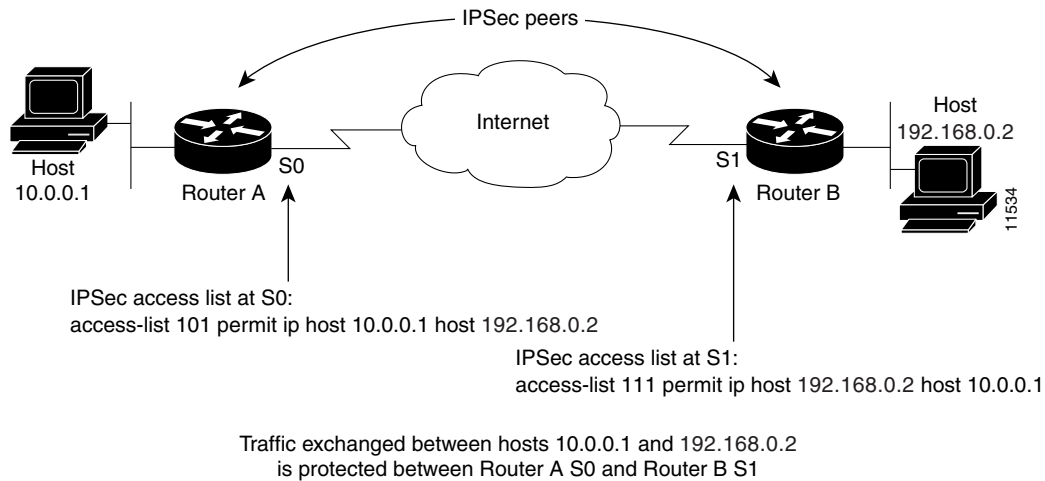 IPSec peers
Internet
Host
10.0.0.1
Router A
S0
S1
Router B
Host
192.168.0.2
11534
IPSec access list at S0:
access-list 101 permit ip host 10.0.0.1 host 192.168.0.2
IPSec access list at S1:
access-list 111 permit ip host 192.168.0.2 host 10.0.0.1
Traffic exchanged between hosts 10.0.0.1 and 192.168.0.2
is protected between Router A S0 and Router B S1